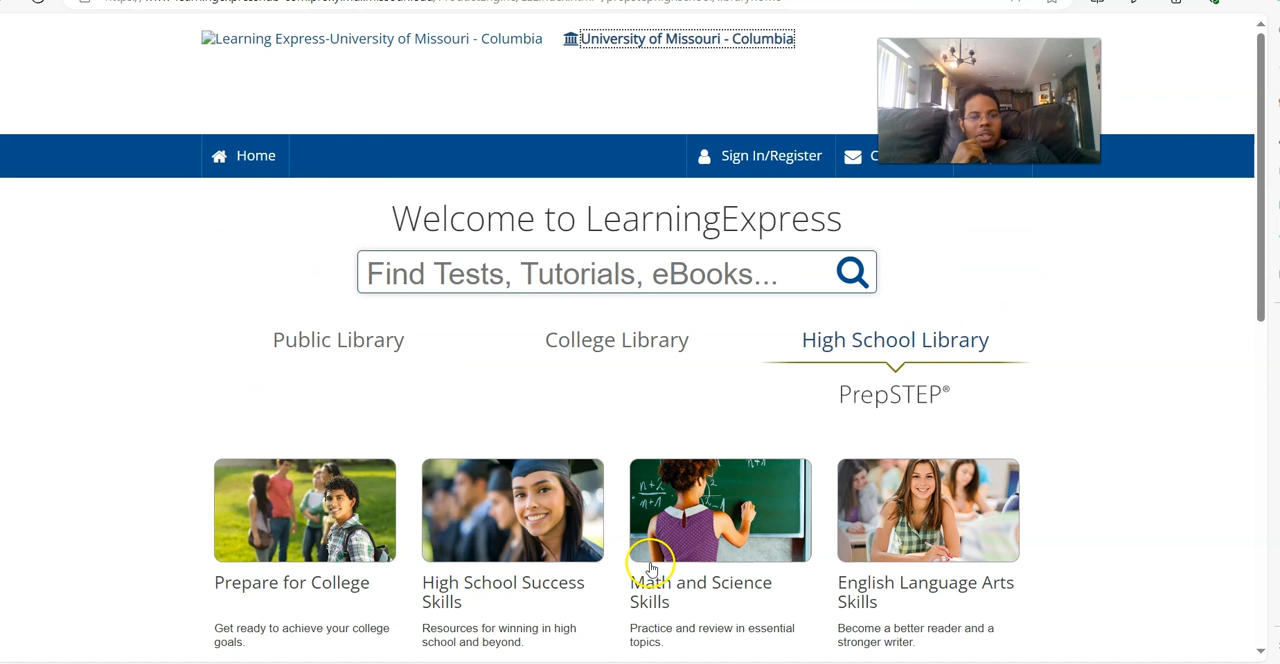 Learning Express-University of Missouri - Columbia
University of Missouri - Columbia
Home
Sign In/Register
C
Welcome to LearningExpress
Find Tests, Tutorials, eBooks...
Public Library
College Library
High School Library
PrepSTEP®
Prepare for College
Get ready to achieve your college
goals.
High School Success
Skills
Resources for winning in high
school and beyond.
Math and Science
Skills
Practice and review in essential
topics.
English Language Arts
Skills
Become a better reader and a
stronger writer.